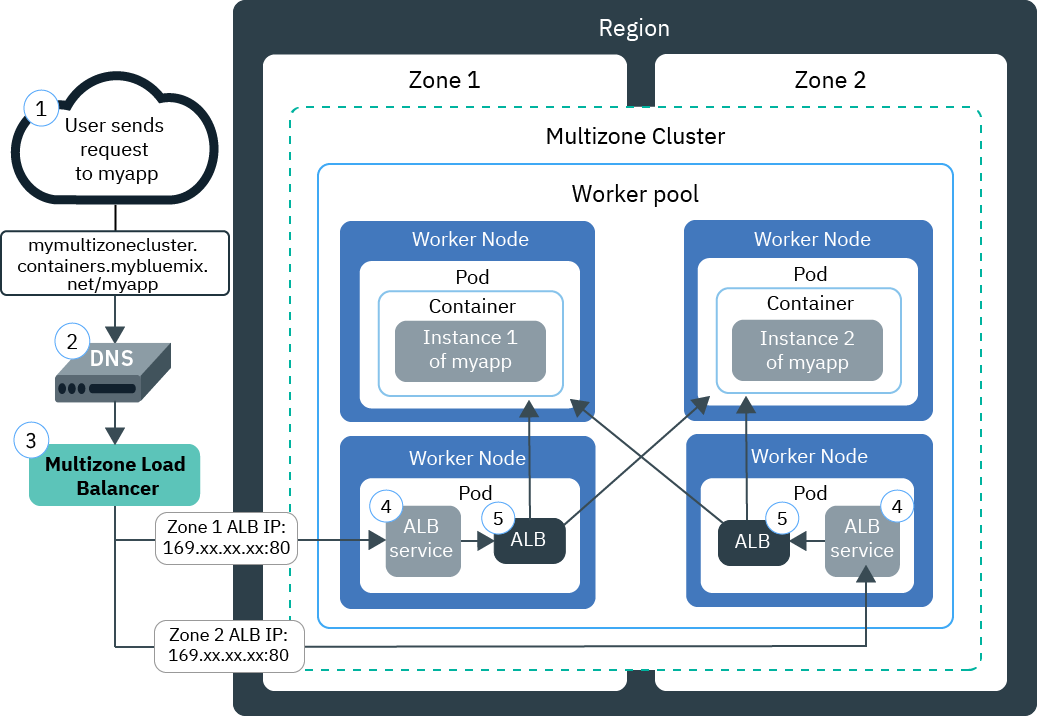 Region
Zone 1
Zone 2
Multizone Cluster
Worker pool
1
User sends
request
to myapp
mymultizonecluster.
containers.mybluemix.
net/myapp
2
DNS
3
Multizone Load
Balancer
Zone 1 ALB IP:
169.xx.xx.xx:80
Zone 2 ALB IP:
169.xx.xx.xx:80
Worker Node
Pod
Container
Instance 1
of myapp
Worker Node
Pod
Container
Instance 2
of myapp
Worker Node
Pod
4
ALB
service
5
ALB
Worker Node
Pod
5
ALB
4
ALB
service